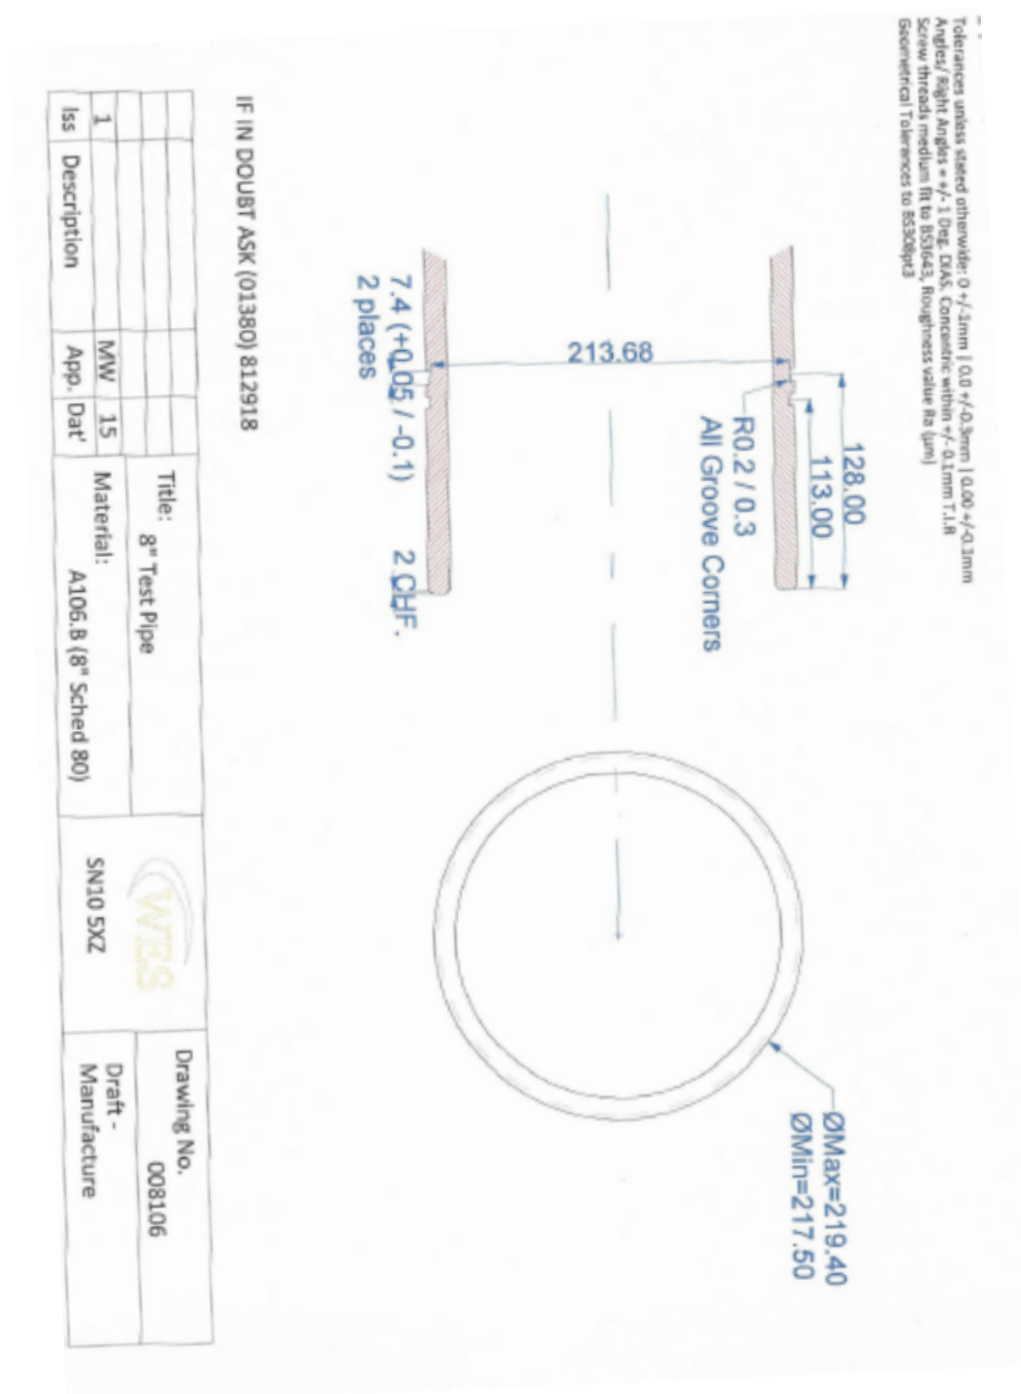 Tolerances unless stated otherwide: 0 +/-1mm | 0.0 +/-0.3mm | 0.00 +/-0.1mm
Angles/ Right Angles = +/- 1 Deg. DIAS. Concentric within +/- 0.1mm T.I.R
Screw threads medium fit to BS3643, Roughness value Ra (µm)
Geometrical Tolerances to BS308pt3
128.00
113.00
R0.2 / 0.3
All Groove Corners
213.68
7.4 (+0.05 / -0.1)
2 places
2 CHF.
ØMax=219.40
ØMin=217.50
IF IN DOUBT ASK (01380) 812918
1
MW
15
Iss
Description
App.
Dat'
Title:
8" Test Pipe
Material:
A106.B (8" Sched 80)
WES
SN10 5XZ
Drawing No.
008106
Draft -
Manufacture